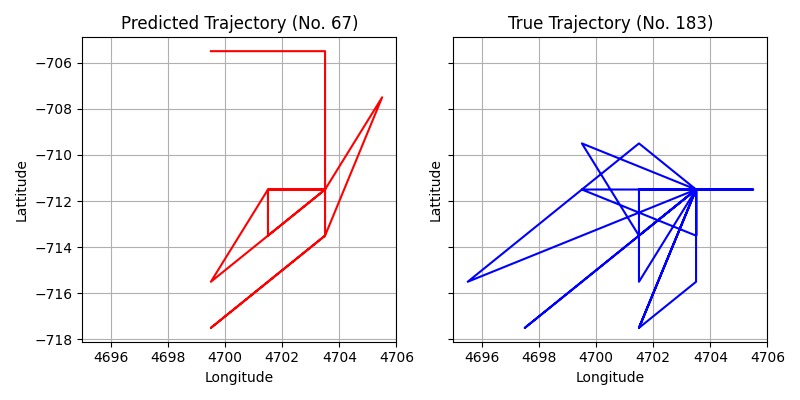 Predicted Trajectory (No. 67)
True Trajectory (No. 183)
Lattitude
−706
−708
−710
−712
−714
−716
−718
4696 4698 4700 4702 4704 4706
Longitude
Lattitude
4696 4698 4700 4702 4704 4706
Longitude